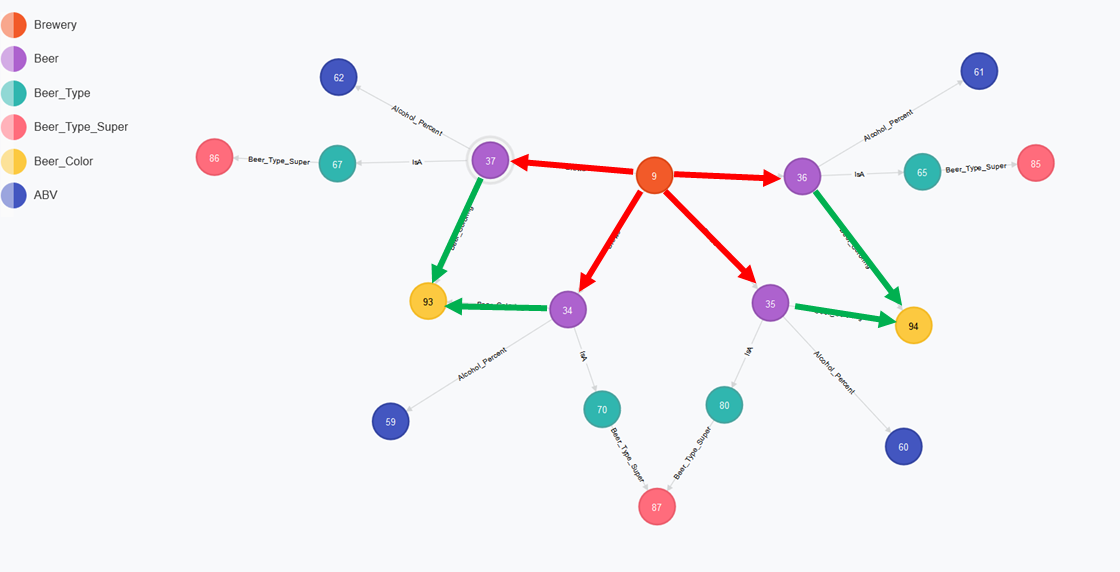 Brewery
Beer
Beer_Type
Beer_Type_Super
Beer_Color
ABV
62
61
Alcohol_Percent
Alcohol_Percent
86
Beer_Type_Super
67
IsA
37
9
36
IsA
65
Beer_Type_Super
85
93
34
35
94
Alcohol_Percent
IsA
IsA
Alcohol_Percent
59
70
80
60
Beer_Type_Super
Beer_Type_Super
87